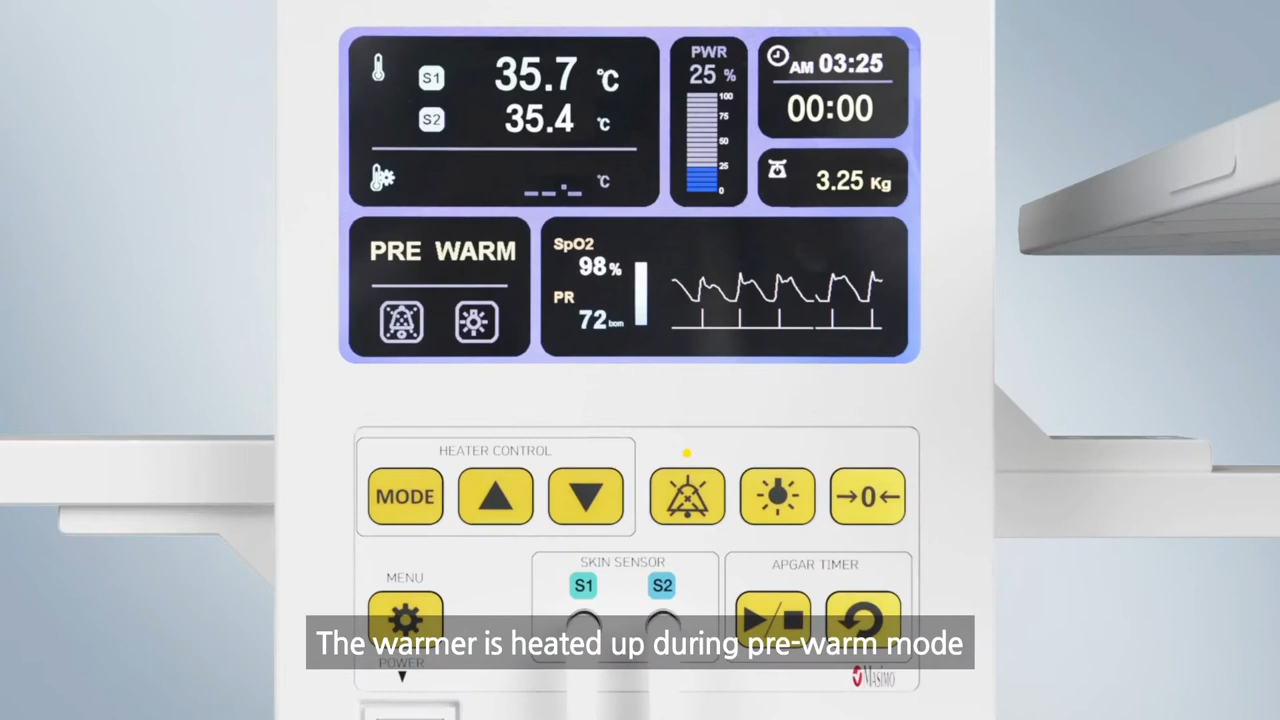 S1 35.7 ℃
S2 35.4 ℃
__._ ℃
PWR
25 %
100
75
50
25
0
AM 03:25
00:00
3.25 Kg
PRE WARM
SpO2
98%
PR
72 bpm
HEATER CONTROL
MODE
→0←
MENU
SKIN SENSOR
S1 S2
APGAR TIMER
The warmer is heated up during pre-warm mode
POWER
Masimo